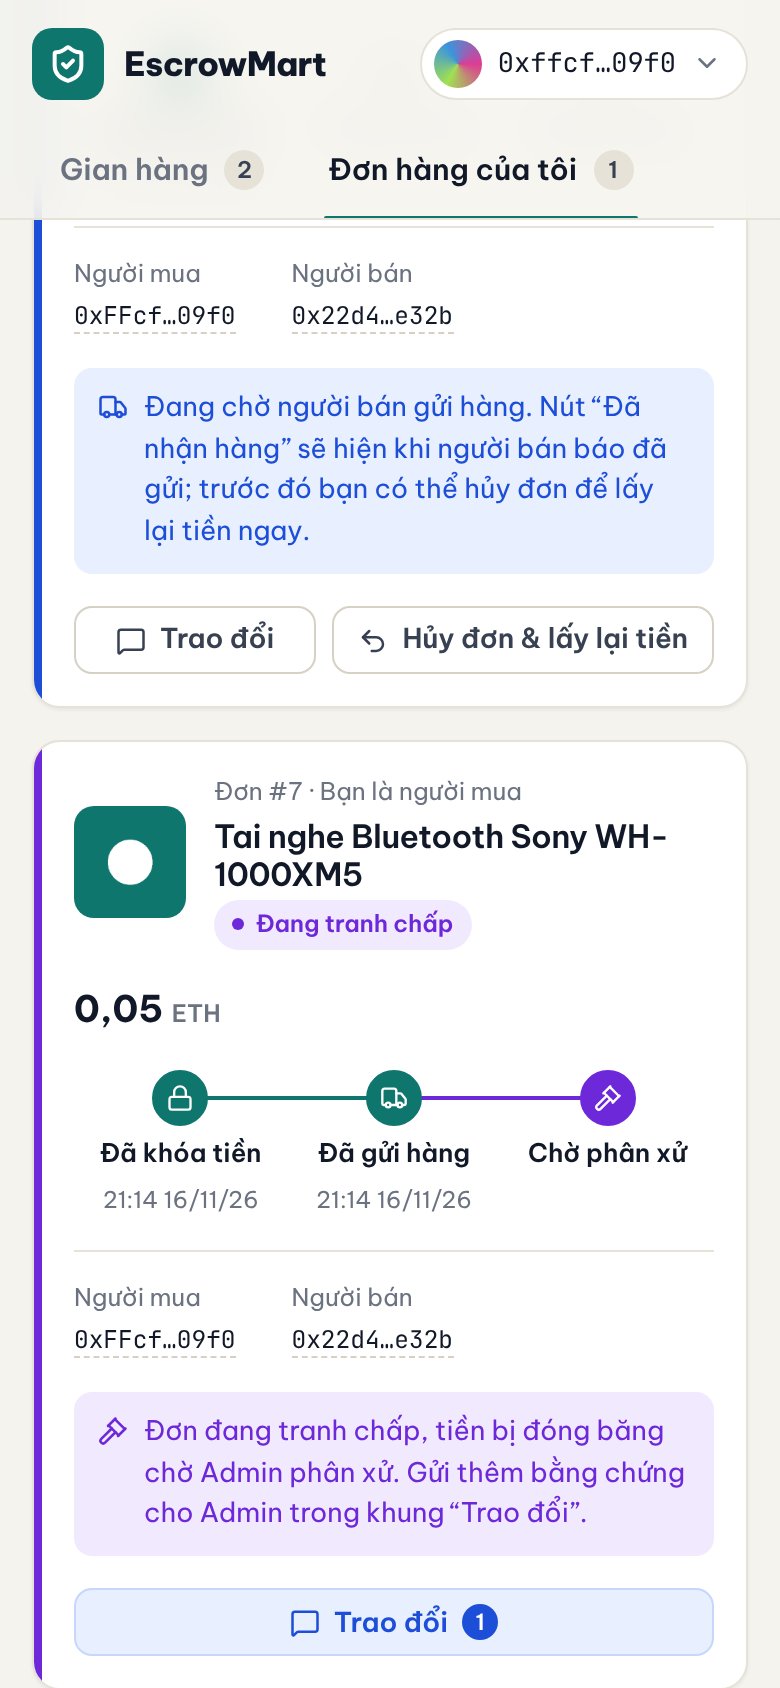 EscrowMart
0xffcf…09f0
Gian hàng 2
Đơn hàng của tôi 1
Người mua
Người bán
0xFFcf…09f0
0x22d4…e32b
Đang chờ người bán gửi hàng. Nút “Đã
nhận hàng” sẽ hiện khi người bán báo đã
gửi; trước đó bạn có thể hủy đơn để lấy
lại tiền ngay.
Trao đổi
Hủy đơn & lấy lại tiền
Đơn #7 · Bạn là người mua
Tai nghe Bluetooth Sony WH-
1000XM5
Đang tranh chấp
0,05 ETH
Đã khóa tiền
Đã gửi hàng
Chờ phân xử
21:14 16/11/26
21:14 16/11/26
Người mua
Người bán
0xFFcf…09f0
0x22d4…e32b
Đơn đang tranh chấp, tiền bị đóng băng
chờ Admin phân xử. Gửi thêm bằng chứng
cho Admin trong khung “Trao đổi”.
Trao đổi 1